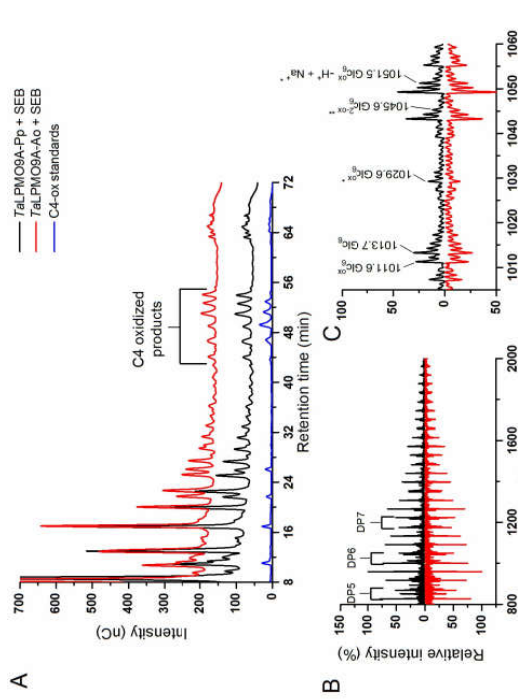 A
TaLPMO9A-Pp + SEB
TaLPMO9A-Ao + SEB
C4-ox standards
700
600
500
400
300
200
100
0
Intensity (nC)
C4 oxidized
products
8
16
24
32
40
48
56
64
72
Retention time (min)
B
150
100
50
0
50
100
Relative intensity (%)
DP5
DP6
DP7
800
1200
1600
2000
C
100
50
0
50
1011.6 Glc₆ᵒˣ
1013.7 Glc₆
1029.6 Glc₆ᵒˣ*
1045.6 Glc₆²⁻ᵒˣ**
1051.5 Glc₆ᵒˣ -H⁺ + Na⁺
1010
1020
1030
1040
1050
1060